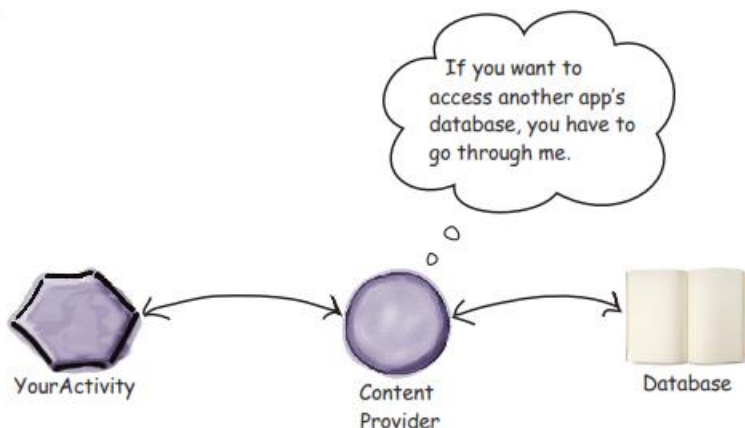 If you want to
access another app's
database, you have to
go through me.
YourActivity
Content
Provider
Database